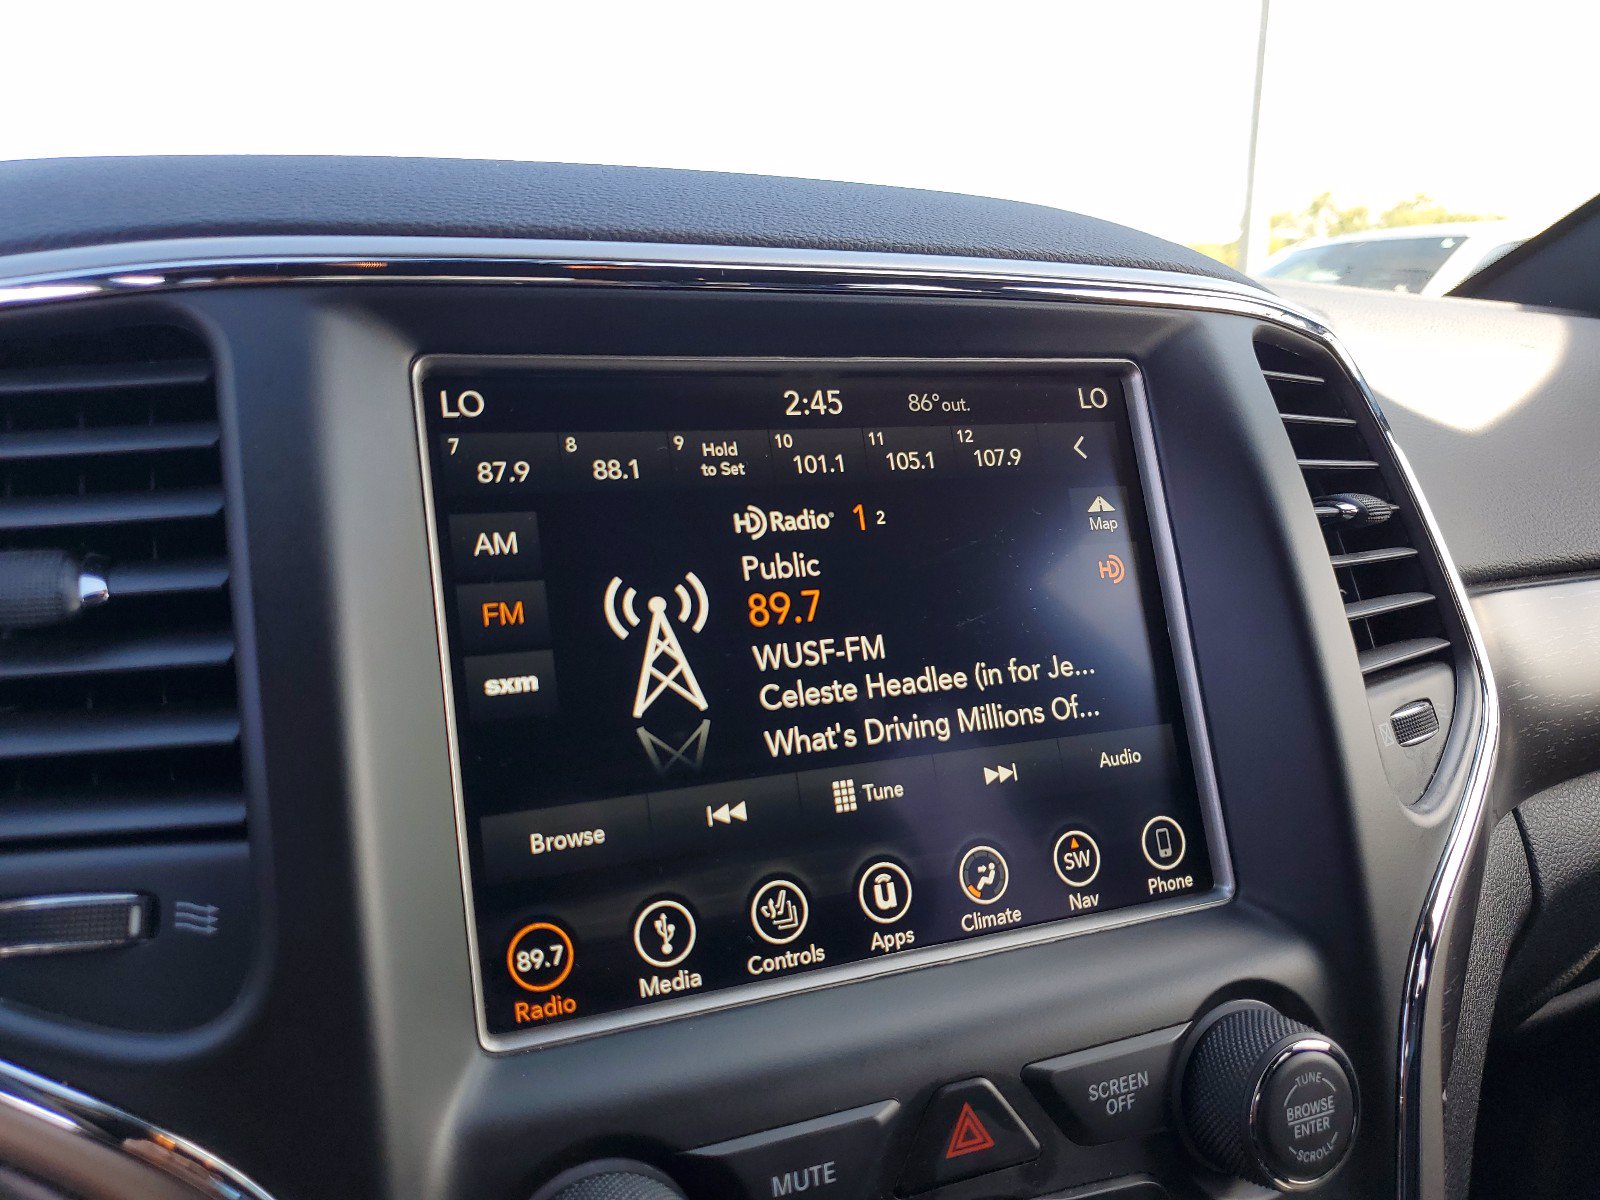 LO 2:45 86° out. LO
7 87.9 8 88.1 9 Hold to Set 10 101.1 11 105.1 12 107.9
HD Radio® 1 2
Map
AM
Public
HD
FM
89.7
WUSF-FM
sxm
Celeste Headlee (in for Je...
What's Driving Millions Of...
Browse
Tune
Audio
89.7
SW
Radio
Media
Controls
Apps
Climate
Nav
Phone
MUTE
SCREEN
OFF
TUNE
BROWSE
ENTER
SCROLL